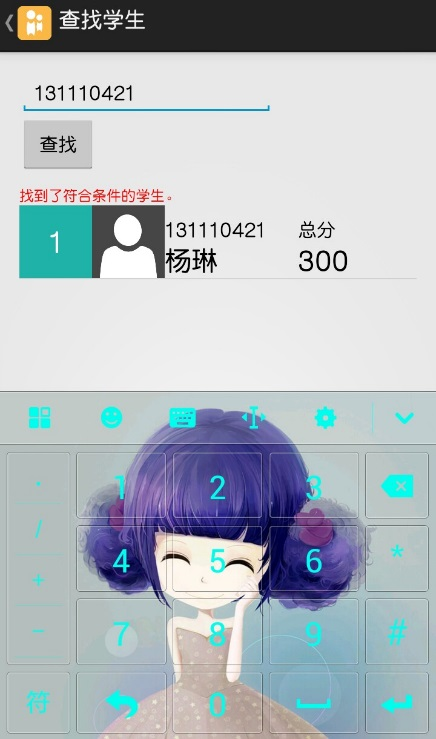 查找学生
131110421
查找
找到了符合条件的学生。
1
131110421 总分
杨琳 300
.
1 2 3
/
4 5 6 *
+
-
7 8 9 #
符 0